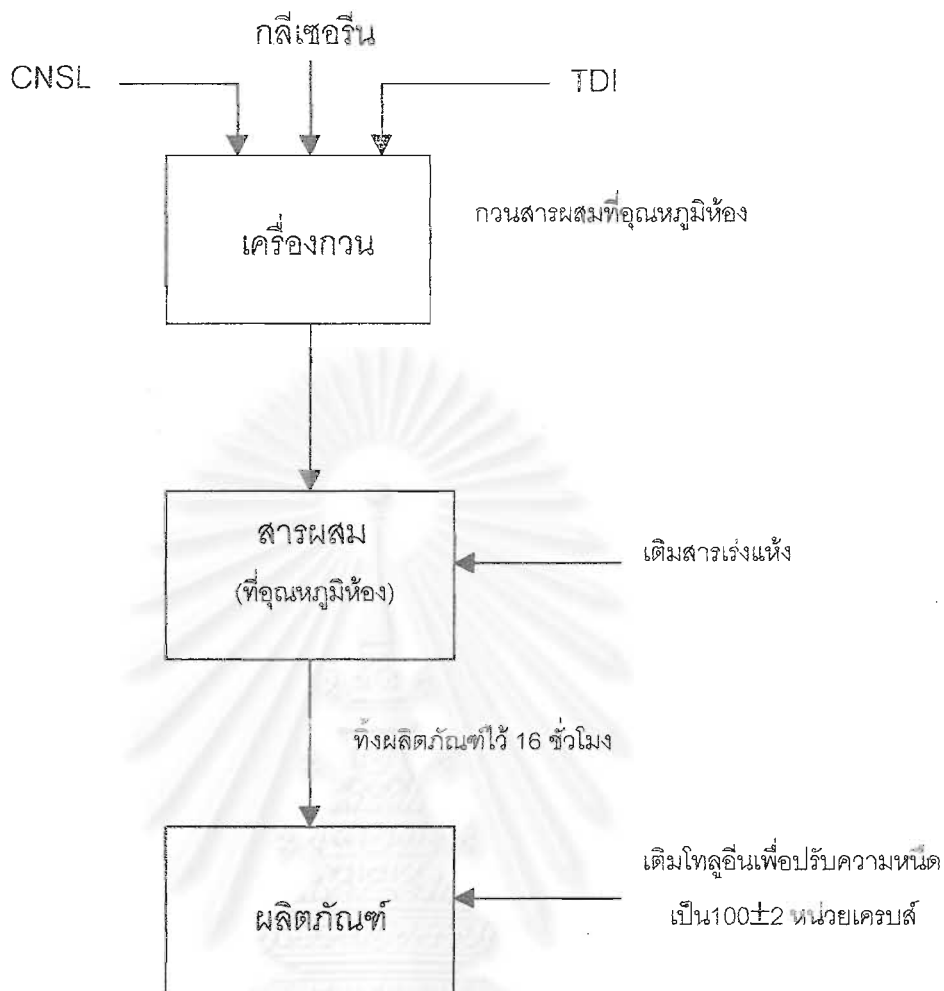 กลีเซอรีน
CNSL
TDI
เครื่องกวน
กวนสารผสมที่อุณหภูมิห้อง
สารผสม
(ที่อุณหภูมิห้อง)
เติมสารเร่งแห้ง
ทิ้งผลิตภัณฑ์ไว้ 16 ชั่วโมง
ผลิตภัณฑ์
เติมโทลูอีนเพื่อปรับความหนืด
เป็น100±2 หน่วยเครบส์